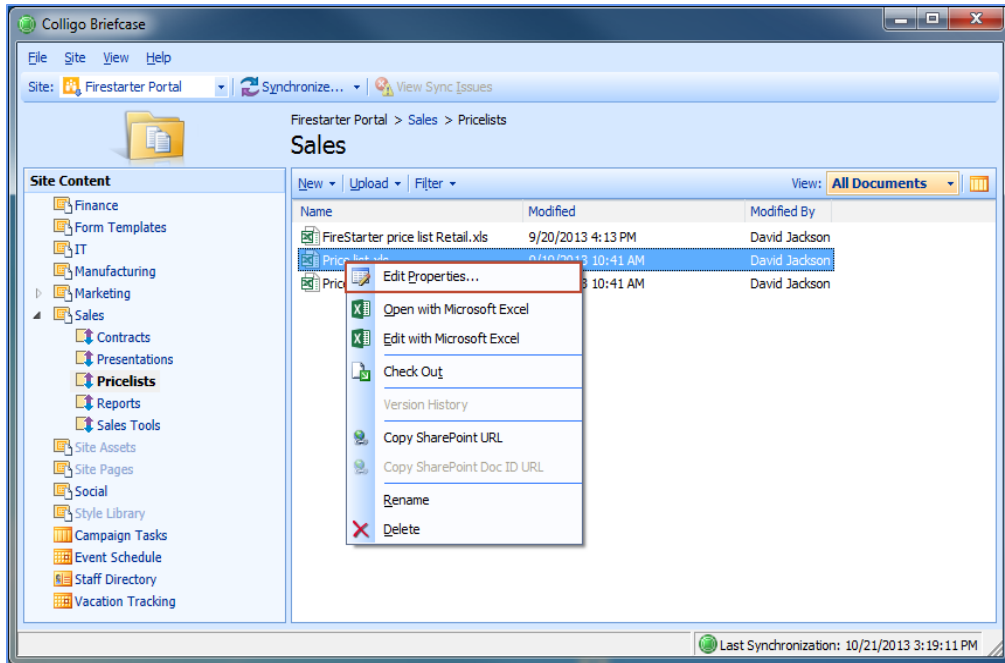 Colligo Briefcase
File Site View Help
Site: Firestarter Portal Synchronize... View Sync Issues
Firestarter Portal > Sales > Pricelists
Sales
Site Content
Finance
Form Templates
IT
Manufacturing
Marketing
Sales
Contracts
Presentations
Pricelists
Reports
Sales Tools
Site Assets
Site Pages
Social
Style Library
Campaign Tasks
Event Schedule
Staff Directory
Vacation Tracking
New Upload Filter View: All Documents
Name Modified Modified By
FireStarter price list Retail.xls 9/20/2013 4:13 PM David Jackson
Price list.xls 10:41 AM David Jackson
10:41 AM David Jackson
Edit Properties...
Open with Microsoft Excel
Edit with Microsoft Excel
Check Out
Version History
Copy SharePoint URL
Copy SharePoint Doc ID URL
Rename
Delete
Last Synchronization: 10/21/2013 3:19:11 PM